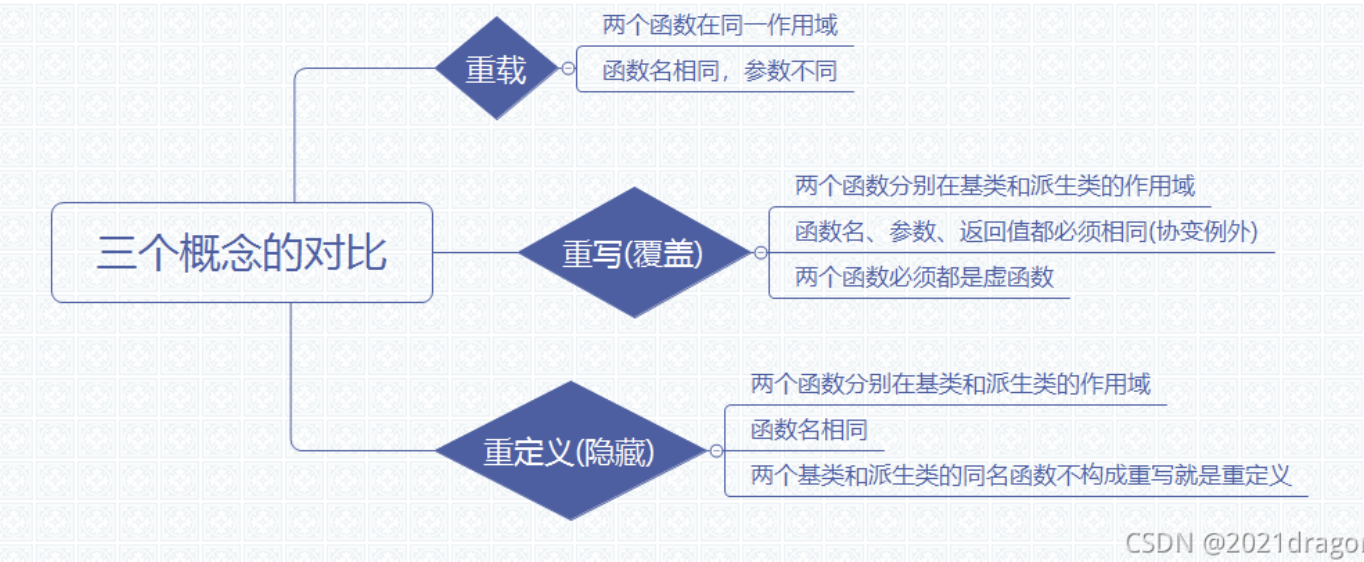 两个函数在同一作用域
重载
函数名相同，参数不同
两个函数分别在基类和派生类的作用域
函数名、参数、返回值都必须相同(协变例外)
三个概念的对比
重写(覆盖)
两个函数必须都是虚函数
两个函数分别在基类和派生类的作用域
函数名相同
重定义(隐藏)
两个基类和派生类的同名函数不构成重写就是重定义
CSDN @2021dragon